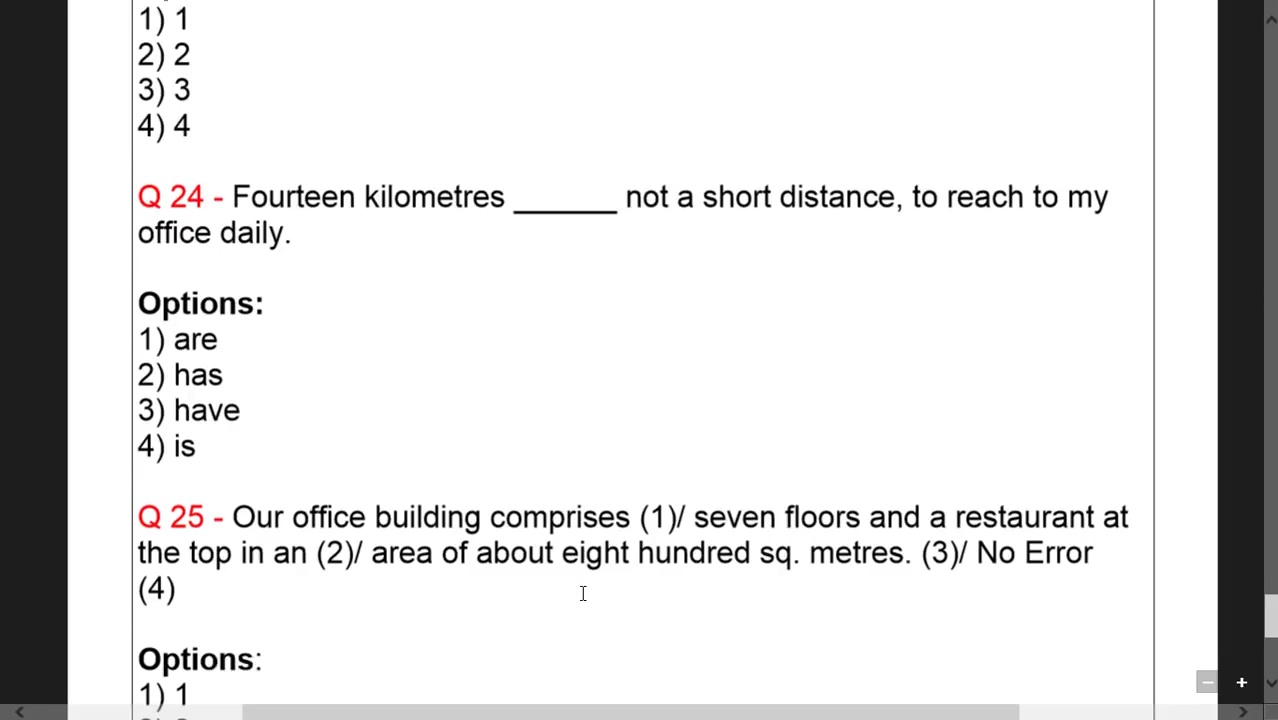 1) 1
2) 2
3) 3
4) 4
Q 24 - Fourteen kilometres ______ not a short distance, to reach to my
office daily.
Options:
1) are
2) has
3) have
4) is
Q 25 - Our office building comprises (1)/ seven floors and a restaurant at
the top in an (2)/ area of about eight hundred sq. metres. (3)/ No Error
(4)
Options:
1) 1